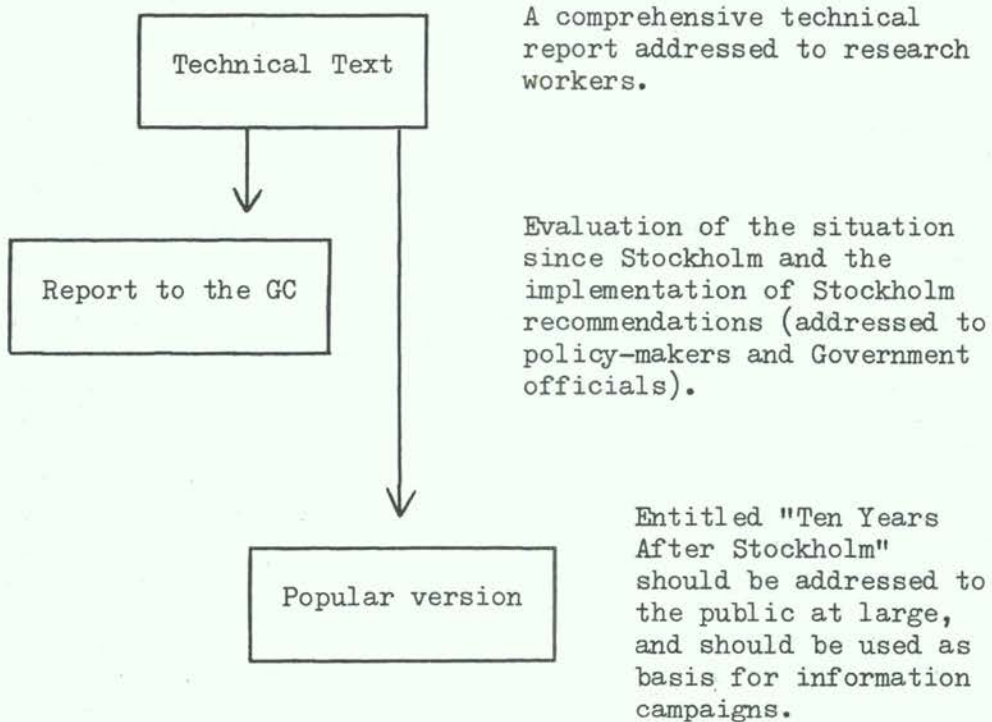 Technical Text
A comprehensive technical
report addressed to research
workers.
Report to the GC
Evaluation of the situation
since Stockholm and the
implementation of Stockholm
recommendations (addressed to
policy-makers and Government
officials).
Popular version
Entitled "Ten Years
After Stockholm"
should be addressed to
the public at large,
and should be used as
basis for information
campaigns.